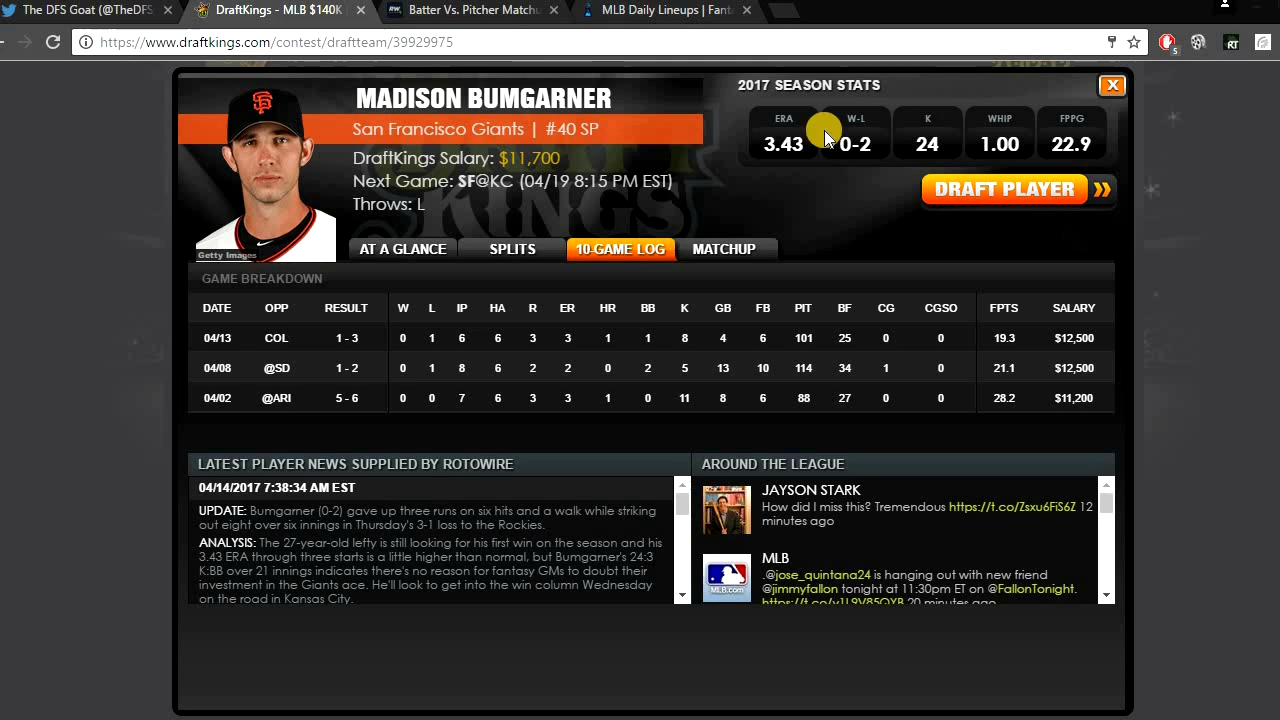 The DFS Goat (@TheDFS
DraftKings - MLB $140K
Batter Vs. Pitcher Matchu
MLB Daily Lineups | Fant
https://www.draftkings.com/contest/draftteam/39929975
MADISON BUMGARNER
San Francisco Giants | #40 SP
DraftKings Salary: $11,700
Next Game: SF@KC (04/19 8:15 PM EST)
Throws: L
Getty Images
2017 SEASON STATS
X
ERA W-L K WHIP FPPG
3.43 0-2 24 1.00 22.9
DRAFT PLAYER
AT A GLANCE SPLITS 10-GAME LOG MATCHUP
GAME BREAKDOWN
DATE OPP RESULT W L IP HA R ER HR BB K GB FB PIT BF CG CGSO FPTS SALARY
04/13 COL 1 - 3 0 1 6 6 3 3 1 1 8 4 6 101 25 0 0 19.3 $12,500
04/08 @SD 1 - 2 0 1 8 6 2 2 0 2 5 13 10 114 34 1 0 21.1 $12,500
04/02 @ARI 5 - 6 0 0 7 6 3 3 1 0 11 8 6 88 27 0 0 28.2 $11,200
LATEST PLAYER NEWS SUPPLIED BY ROTOWIRE
04/14/2017 7:38:34 AM EST
UPDATE: Bumgarner (0-2) gave up three runs on six hits and a walk while striking
out eight over six innings in Thursday's 3-1 loss to the Rockies.
ANALYSIS: The 27-year-old lefty is still looking for his first win on the season and his
3.43 ERA through three starts is a little higher than normal, but Bumgarner's 24:3
K:BB over 21 innings indicates there's no reason for fantasy GMs to doubt their
investment in the Giants ace. He'll look to get into the win column Wednesday
on the road in Kansas City.
AROUND THE LEAGUE
JAYSON STARK
How did I miss this? Tremendous https://t.co/Zsxu6FiS6Z 12
minutes ago
MLB
.@jose_quintana24 is hanging out with new friend
@jimmyfallon tonight at 11:30pm ET on @FallonTonight.
https://t.co/v1L9V85QYB 20 minutes ago